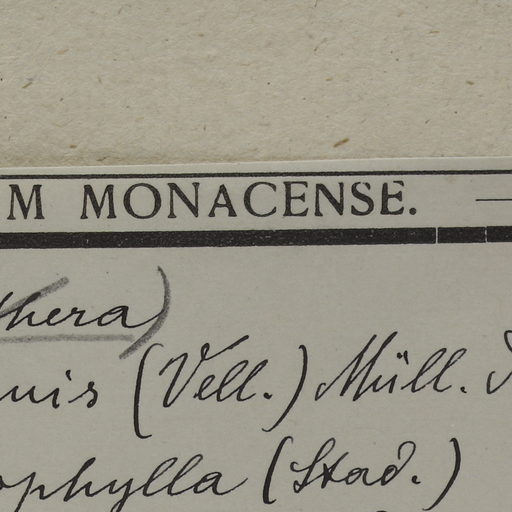 M MONACENSE.
thera)
uis (Vell.) Müll.
ophylla (Stad.)